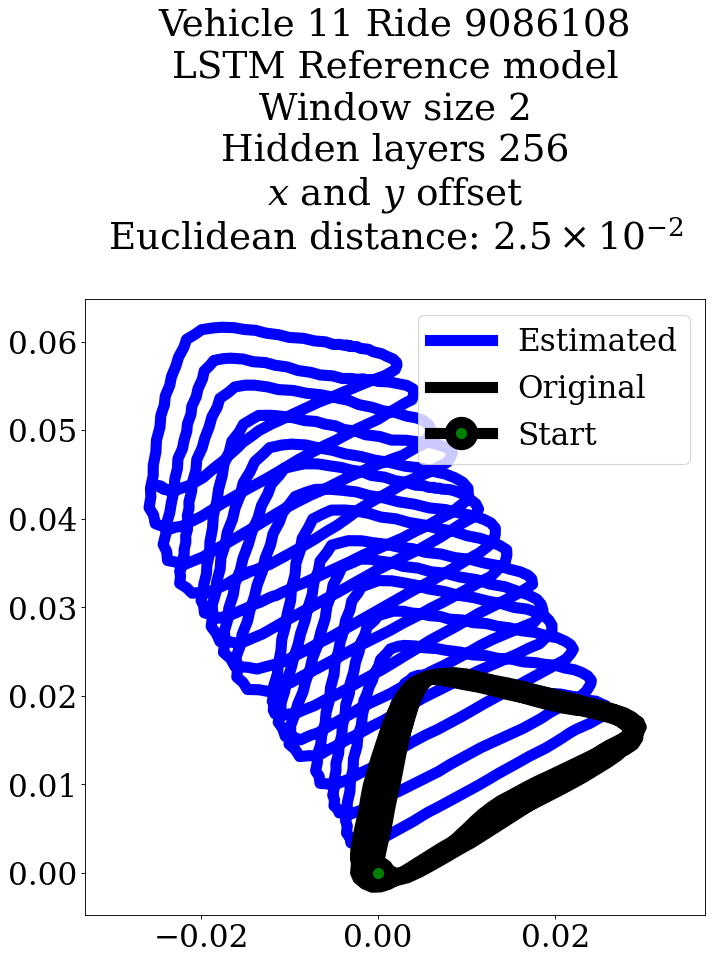 Vehicle 11 Ride 9086108
LSTM Reference model
Window size 2
Hidden layers 256
x and y offset
Euclidean distance: 2.5 × 10⁻²
Estimated
Original
Start
0.06
0.05
0.04
0.03
0.02
0.01
0.00
−0.02 0.00 0.02